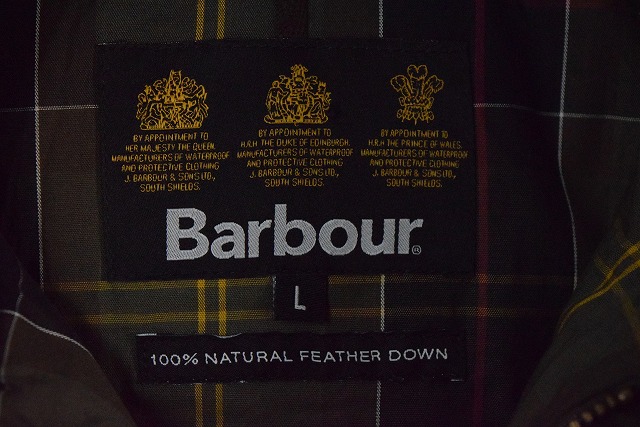 BY APPOINTMENT TO
HER MAJESTY THE QUEEN.
MANUFACTURERS OF WATERPROOF
AND PROTECTIVE CLOTHING
J. BARBOUR & SONS LTD.,
SOUTH SHIELDS.
BY APPOINTMENT TO
H.R.H. THE DUKE OF EDINBURGH.
MANUFACTURERS OF WATERPROOF
AND PROTECTIVE CLOTHING
J. BARBOUR & SONS LTD.,
SOUTH SHIELDS.
BY APPOINTMENT TO
H.R.H. THE PRINCE OF WALES.
MANUFACTURERS OF WATERPROOF
AND PROTECTIVE CLOTHING
J. BARBOUR & SONS LTD.,
SOUTH SHIELDS.
Barbour®
L
100% NATURAL FEATHER DOWN